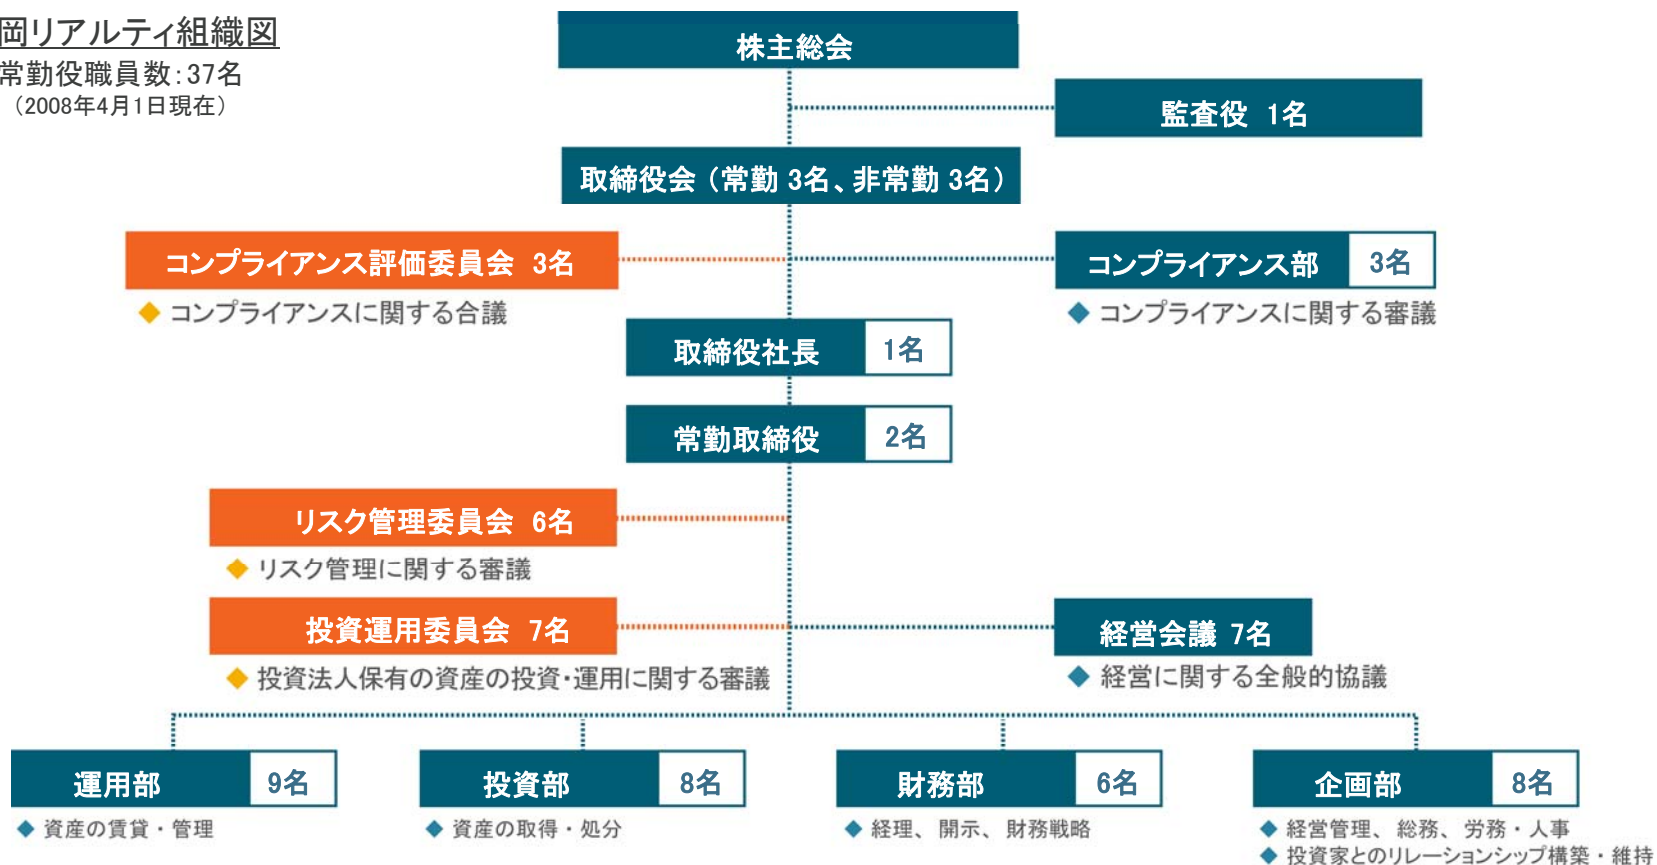 岡リアルティ組織図
常勤役職員数:37名
（2008年4月1日現在）
株主総会
監査役 1名
取締役会（常勤 3名、非常勤 3名）
コンプライアンス評価委員会 3名
◆ コンプライアンスに関する合議
コンプライアンス部 3名
◆ コンプライアンスに関する審議
取締役社長 1名
常勤取締役 2名
リスク管理委員会 6名
◆ リスク管理に関する審議
投資運用委員会 7名
◆ 投資法人保有の資産の投資・運用に関する審議
経営会議 7名
◆ 経営に関する全般的協議
運用部 9名
◆ 資産の賃貸・管理
投資部 8名
◆ 資産の取得・処分
財務部 6名
◆ 経理、開示、財務戦略
企画部 8名
◆ 経営管理、総務、労務・人事
◆ 投資家とのリレーションシップ構築・維持